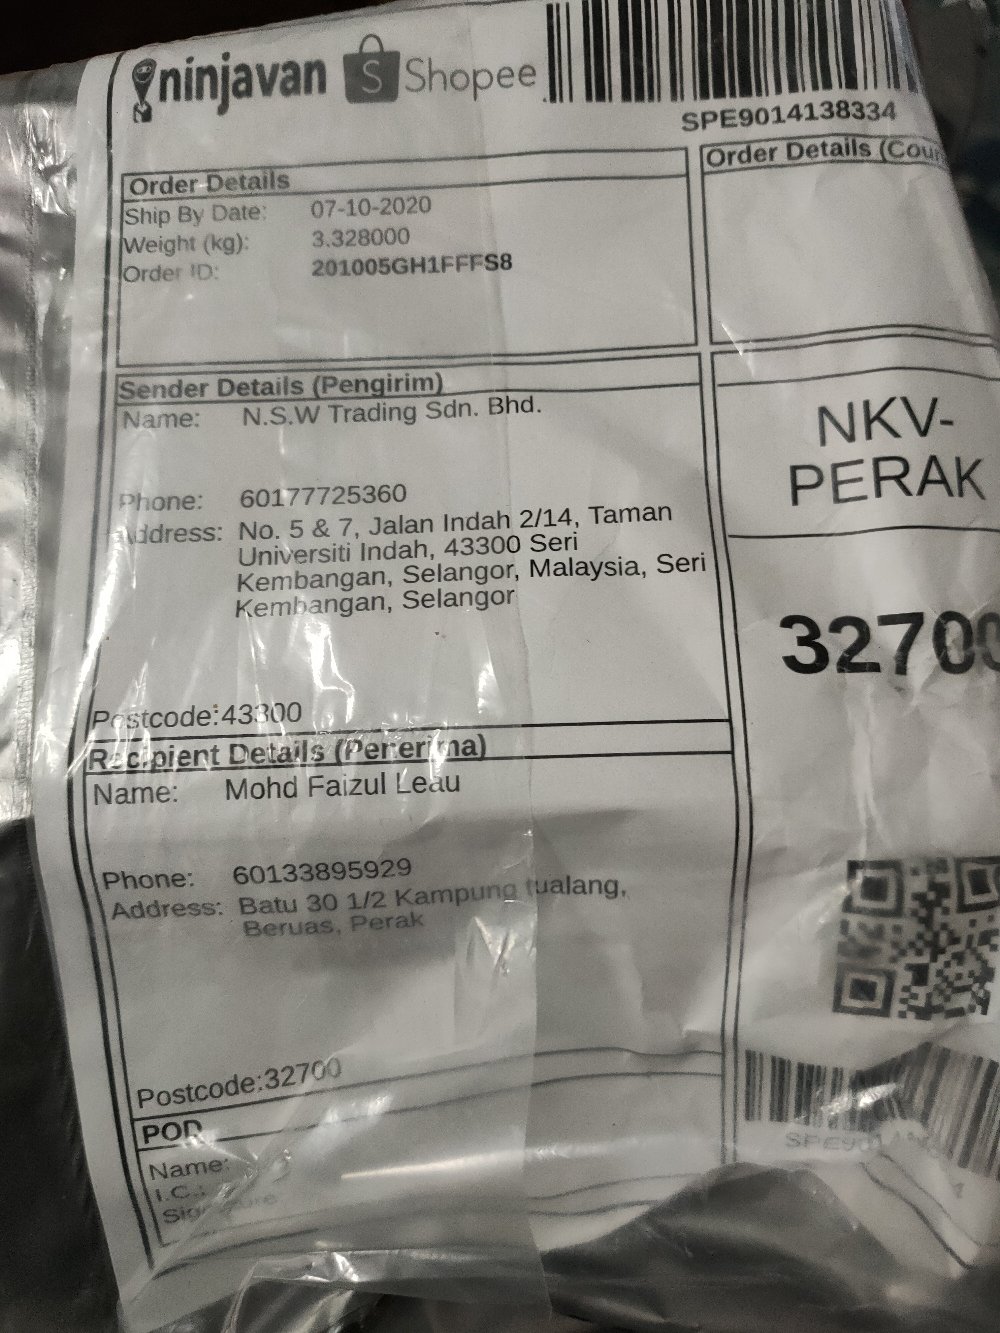 ninjavan S Shopee
SPE9014138334
Order Details
Ship By Date: 07-10-2020
Weight (kg): 3.328000
Order ID: 201005GH1FFFS8
Order Details (Cou
Sender Details (Pengirim)
Name: N.S.W Trading Sdn. Bhd.
Phone: 60177725360
Address: No. 5 & 7, Jalan Indah 2/14, Taman
Universiti Indah, 43300 Seri
Kembangan, Selangor, Malaysia, Seri
Kembangan, Selangor
Postcode:43300
NKV-
PERAK
32700
Recipient Details (Penerima)
Name: Mohd Faizul Leau
Phone: 60133895929
Address: Batu 30 1/2 Kampung tualang,
Beruas, Perak
Postcode:32700
POD
Name:
I.C.:
Signature